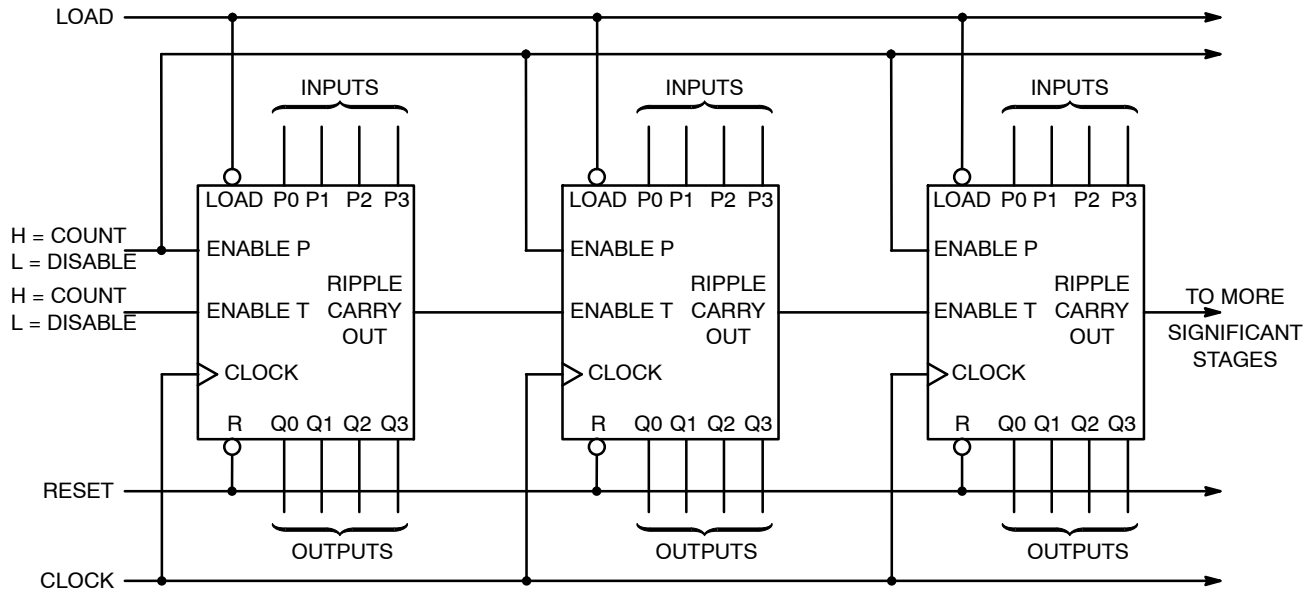 LOAD
INPUTS
INPUTS
INPUTS
LOAD P0 P1 P2 P3
LOAD P0 P1 P2 P3
LOAD P0 P1 P2 P3
H = COUNT
L = DISABLE
ENABLE P
ENABLE P
ENABLE P
H = COUNT
L = DISABLE
ENABLE T
RIPPLE
CARRY
OUT
ENABLE T
RIPPLE
CARRY
OUT
ENABLE T
RIPPLE
CARRY
OUT
TO MORE
SIGNIFICANT
STAGES
CLOCK
CLOCK
CLOCK
R Q0 Q1 Q2 Q3
R Q0 Q1 Q2 Q3
R Q0 Q1 Q2 Q3
RESET
OUTPUTS
OUTPUTS
OUTPUTS
CLOCK